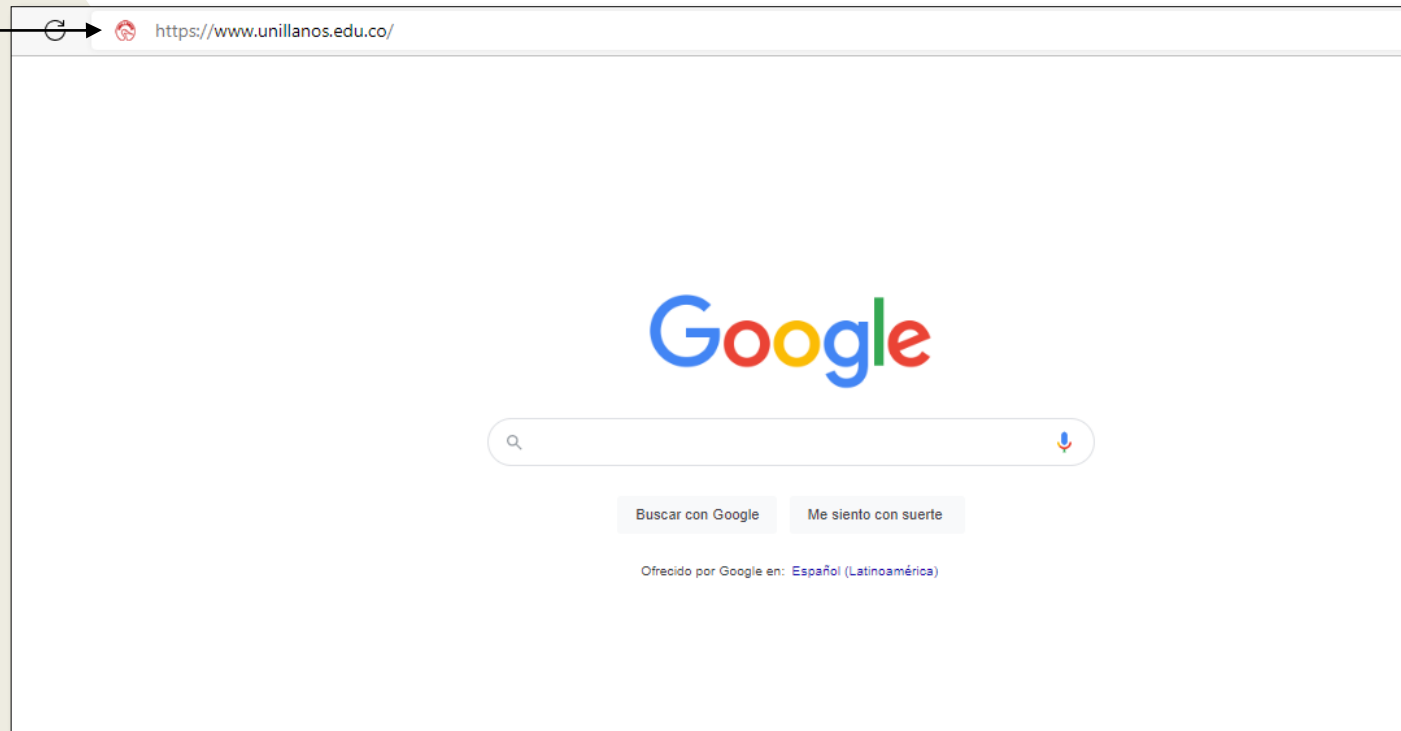 https://www.unillanos.edu.co/
Google
Buscar con Google Me siento con suerte
Ofrecido por Google en: Español (Latinoamérica)